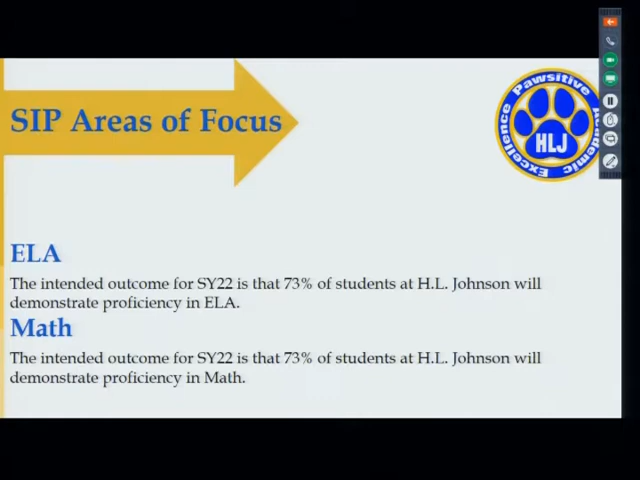 SIP Areas of Focus
Pawsitive Academic Excellence
HLJ
ELA
The intended outcome for SY22 is that 73% of students at H.L. Johnson will
demonstrate proficiency in ELA.
Math
The intended outcome for SY22 is that 73% of students at H.L. Johnson will
demonstrate proficiency in Math.